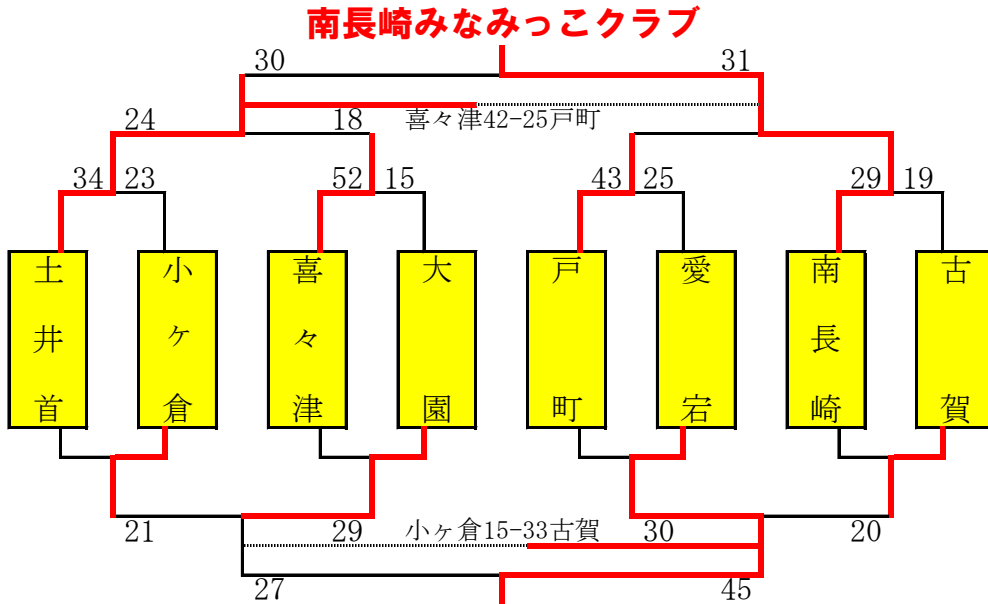 南長崎みなみっこクラブ
30 31
24 18 喜々津42-25戸町
34 23 52 15 43 25 29 19
土井首 小ケ倉 喜々津 大園 戸町 愛宕 南長崎 古賀
21 29 小ヶ倉15-33古賀 30 20
27 45